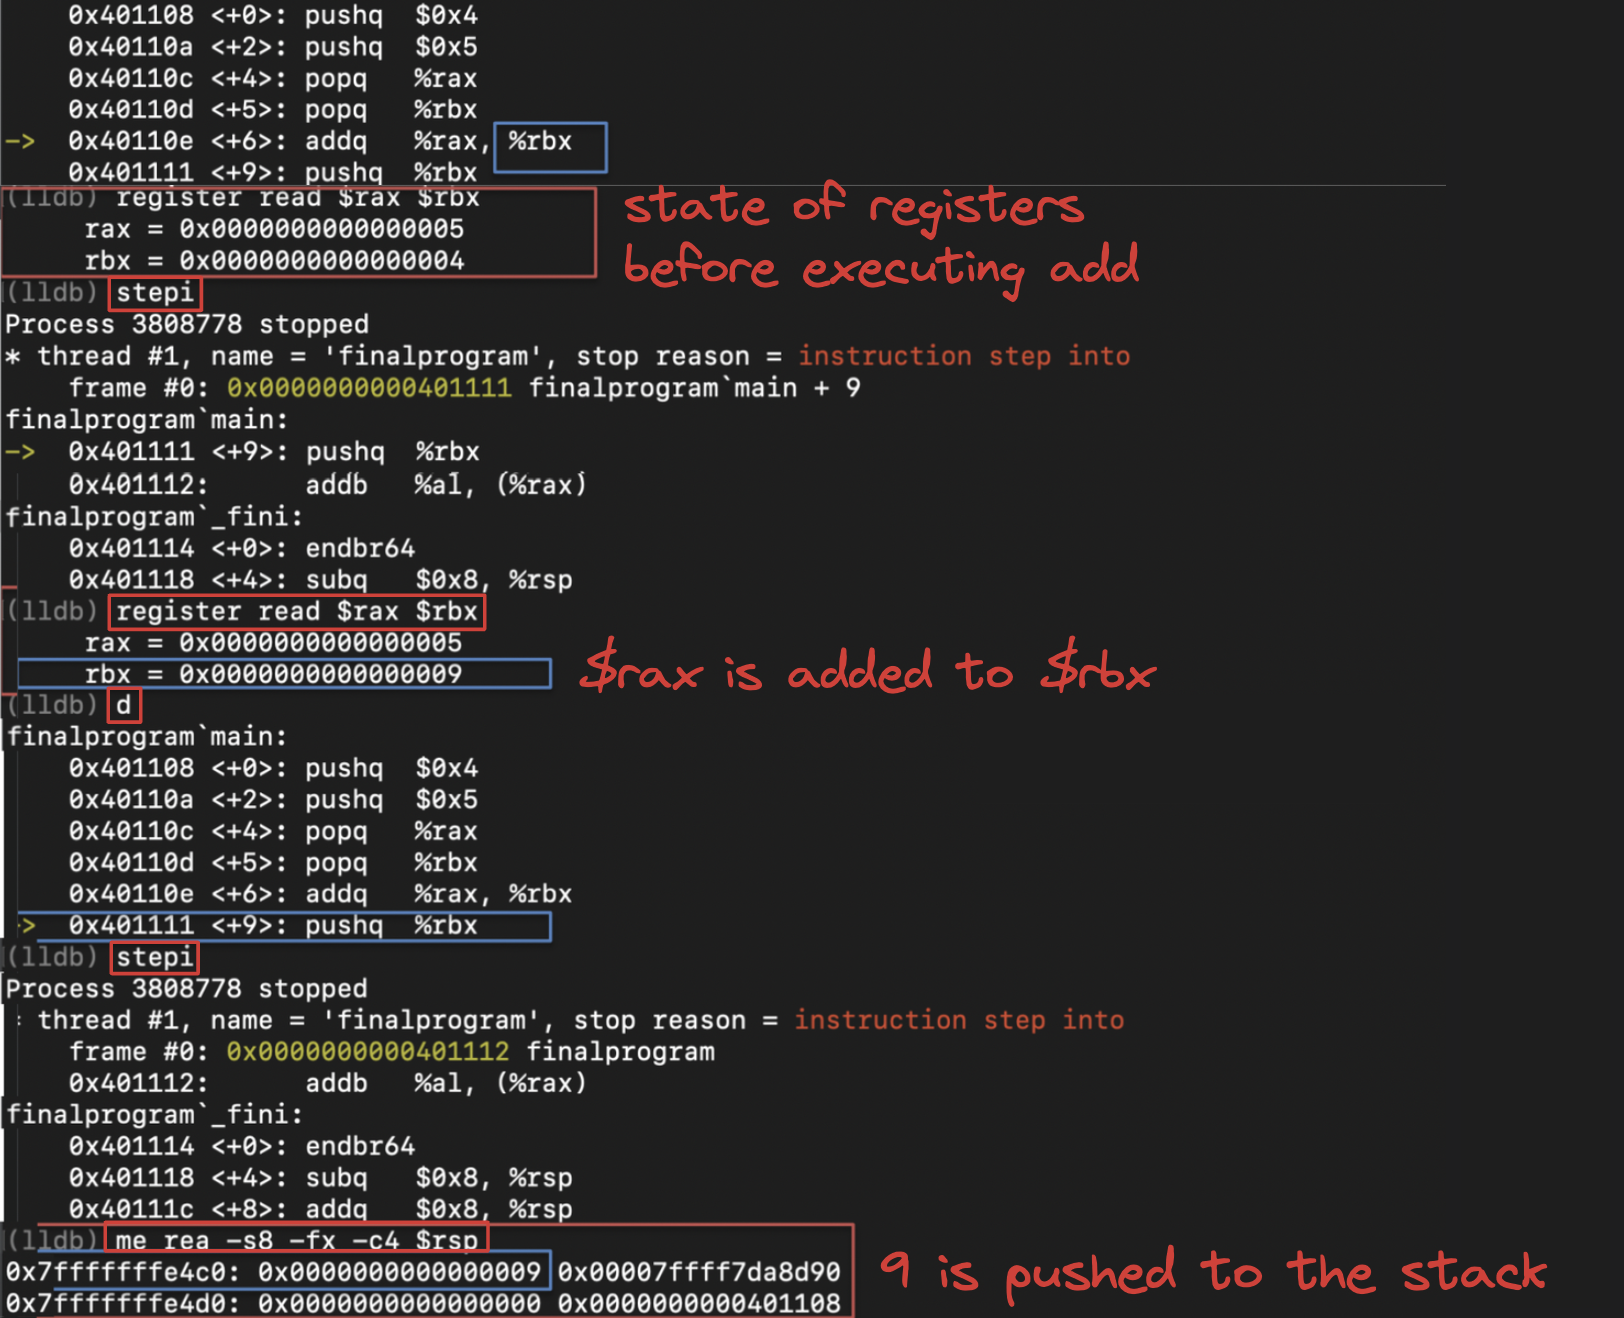 0x401108 <+0>: pushq  $0x4
0x40110a <+2>: pushq  $0x5
0x40110c <+4>: popq   %rax
0x40110d <+5>: popq   %rbx
->  0x40110e <+6>: addq   %rax, %rbx
0x401111 <+9>: pushq  %rbx
(lldb) register read $rax $rbx
rax = 0x0000000000000005
rbx = 0x0000000000000004
state of registers
before executing add
(lldb) stepi
Process 3808778 stopped
* thread #1, name = 'finalprogram', stop reason = instruction step into
frame #0: 0x0000000000401111 finalprogram`main + 9
finalprogram`main:
->  0x401111 <+9>: pushq  %rbx
0x401112:      addb   %al, (%rax)
finalprogram`_fini:
0x401114 <+0>: endbr64
0x401118 <+4>: subq   $0x8, %rsp
(lldb) register read $rax $rbx
rax = 0x0000000000000005
rbx = 0x0000000000000009
$rax is added to $rbx
(lldb) d
finalprogram`main:
0x401108 <+0>: pushq  $0x4
0x40110a <+2>: pushq  $0x5
0x40110c <+4>: popq   %rax
0x40110d <+5>: popq   %rbx
0x40110e <+6>: addq   %rax, %rbx
->  0x401111 <+9>: pushq  %rbx
(lldb) stepi
Process 3808778 stopped
thread #1, name = 'finalprogram', stop reason = instruction step into
frame #0: 0x0000000000401112 finalprogram
0x401112:      addb   %al, (%rax)
finalprogram`_fini:
0x401114 <+0>: endbr64
0x401118 <+4>: subq   $0x8, %rsp
0x40111c <+8>: addq   $0x8, %rsp
(lldb) me rea -s8 -fx -c4 $rsp
0x7fffffffe4c0: 0x0000000000000009 0x00007ffff7da8d90
0x7fffffffe4d0: 0x0000000000000000 0x0000000000401108
9 is pushed to the stack